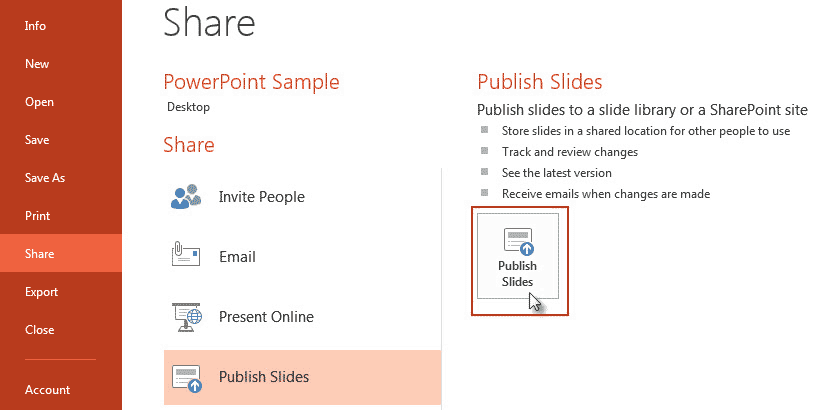 Info
New
Open
Save
Save As
Print
Share
Export
Close
Account
Share
PowerPoint Sample
Desktop
Share
Invite People
Email
Present Online
Publish Slides
Publish Slides
Publish slides to a slide library or a SharePoint site
Store slides in a shared location for other people to use
Track and review changes
See the latest version
Receive emails when changes are made
Publish
Slides